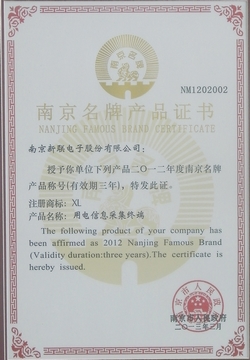 NM1202002
南京名牌产品证书
NANJING FAMOUS BRAND CERTIFICATE
南京新联电子股份有限公司：
授予你单位下列产品二〇一二年度南京名牌
产品称号(有效期三年)，特发此证。
注册商标：XL
产品名称：用电信息采集终端
The following product of your company has
been affirmed as 2012 Nanjing Famous Brand
(Validity duration:three years).The certificate is
hereby issued.
南京市人民政府
二〇一三年二月